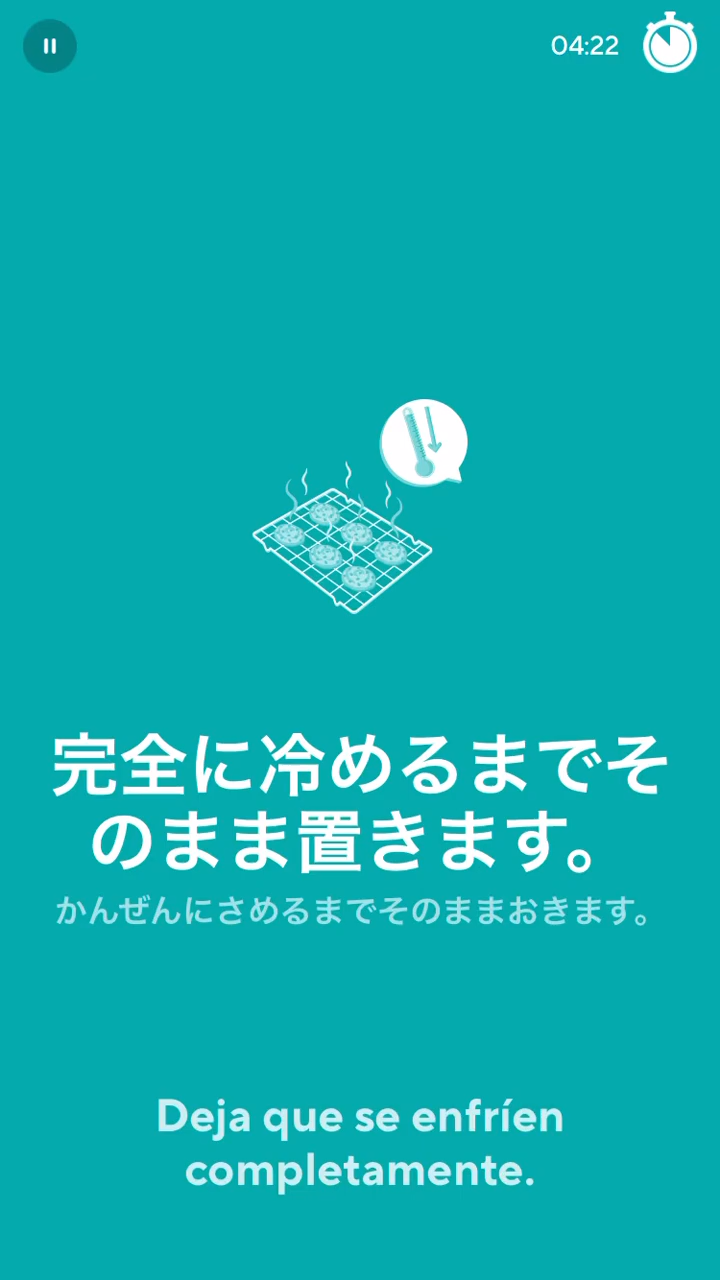 04:22
完全に冷めるまでそ
のまま置きます。
かんぜんにさめるまでそのままおきます。
Deja que se enfríen
completamente.